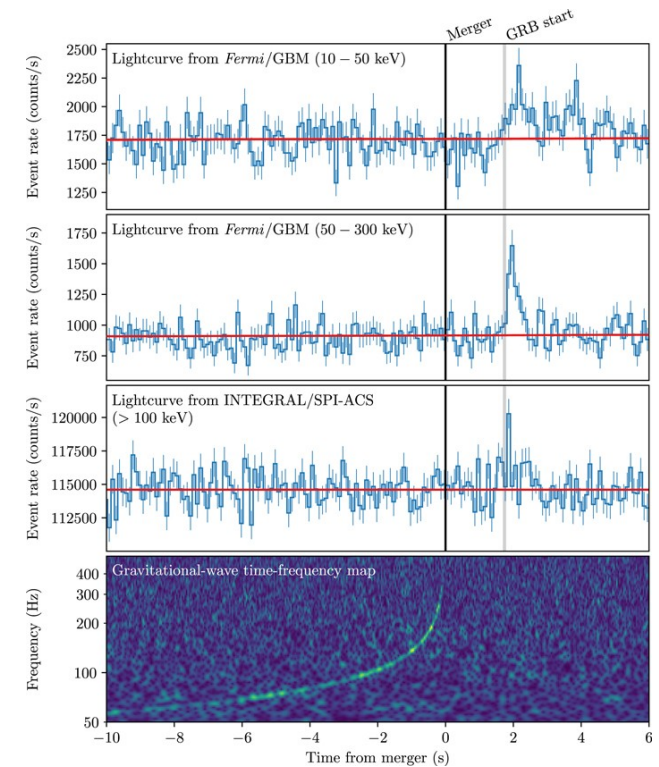 Merger
GRB start
Lightcurve from Fermi/GBM (10 − 50 keV)
Event rate (counts/s)
2500
2250
2000
1750
1500
1250
Lightcurve from Fermi/GBM (50 − 300 keV)
Event rate (counts/s)
1750
1500
1250
1000
750
Lightcurve from INTEGRAL/SPI-ACS
(> 100 keV)
Event rate (counts/s)
120000
117500
115000
112500
Gravitational-wave time-frequency map
Frequency (Hz)
400
300
200
100
50
−10 −8 −6 −4 −2 0 2 4 6
Time from merger (s)